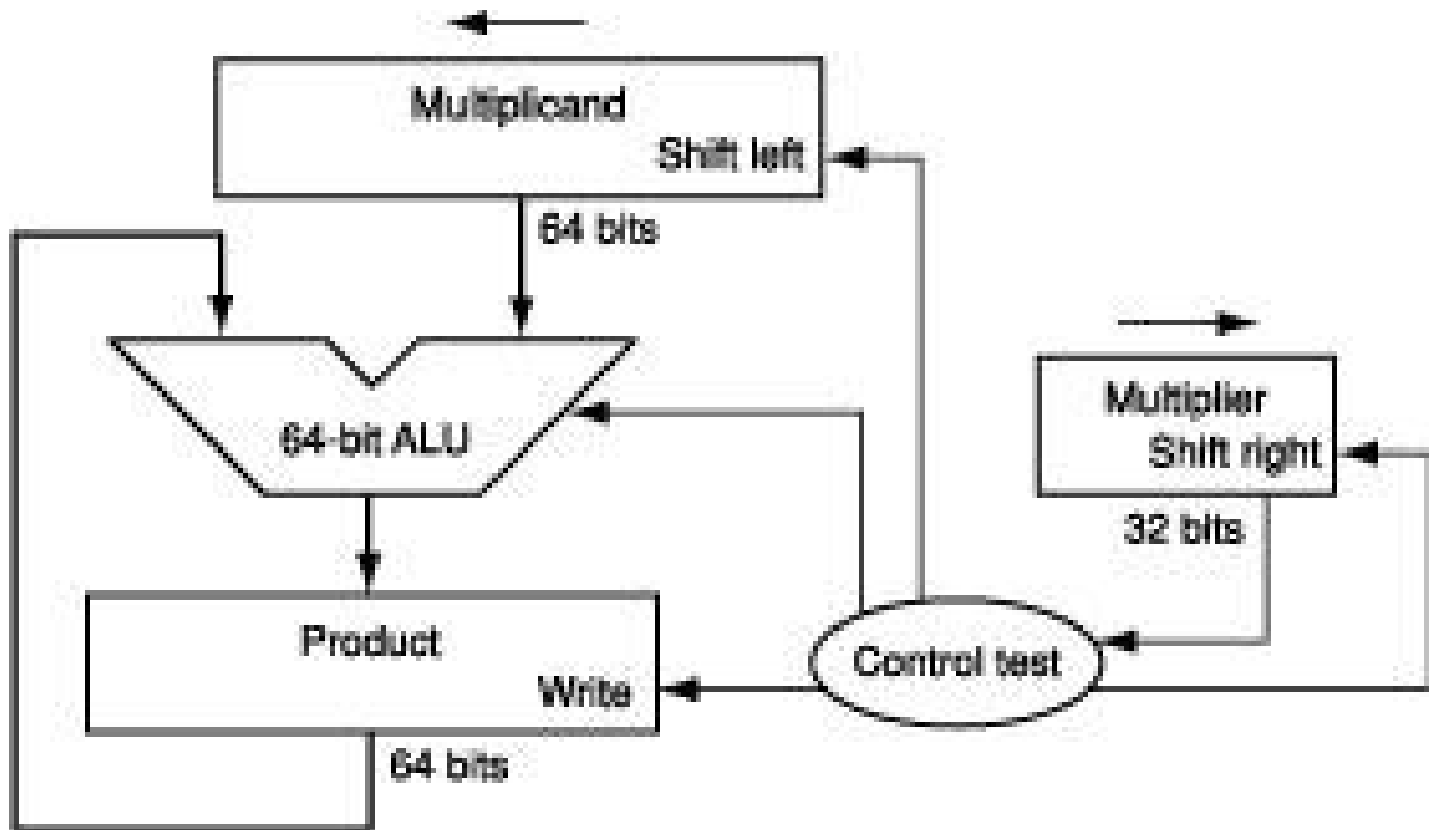 Multiplicand
Shift left
64 bits
64-bit ALU
Multiplier
Shift right
32 bits
Product
Write
Control test
64 bits